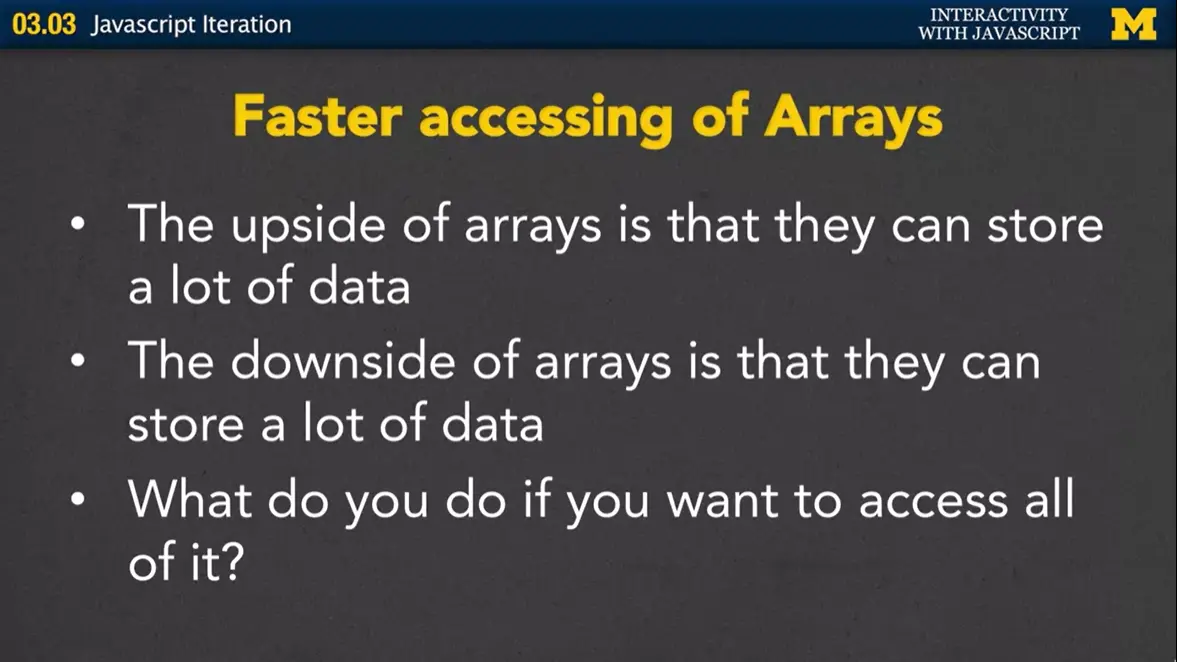 03.03 Javascript Iteration
INTERACTIVITY
WITH JAVASCRIPT
M
Faster accessing of Arrays
• The upside of arrays is that they can store
a lot of data
• The downside of arrays is that they can
store a lot of data
• What do you do if you want to access all
of it?